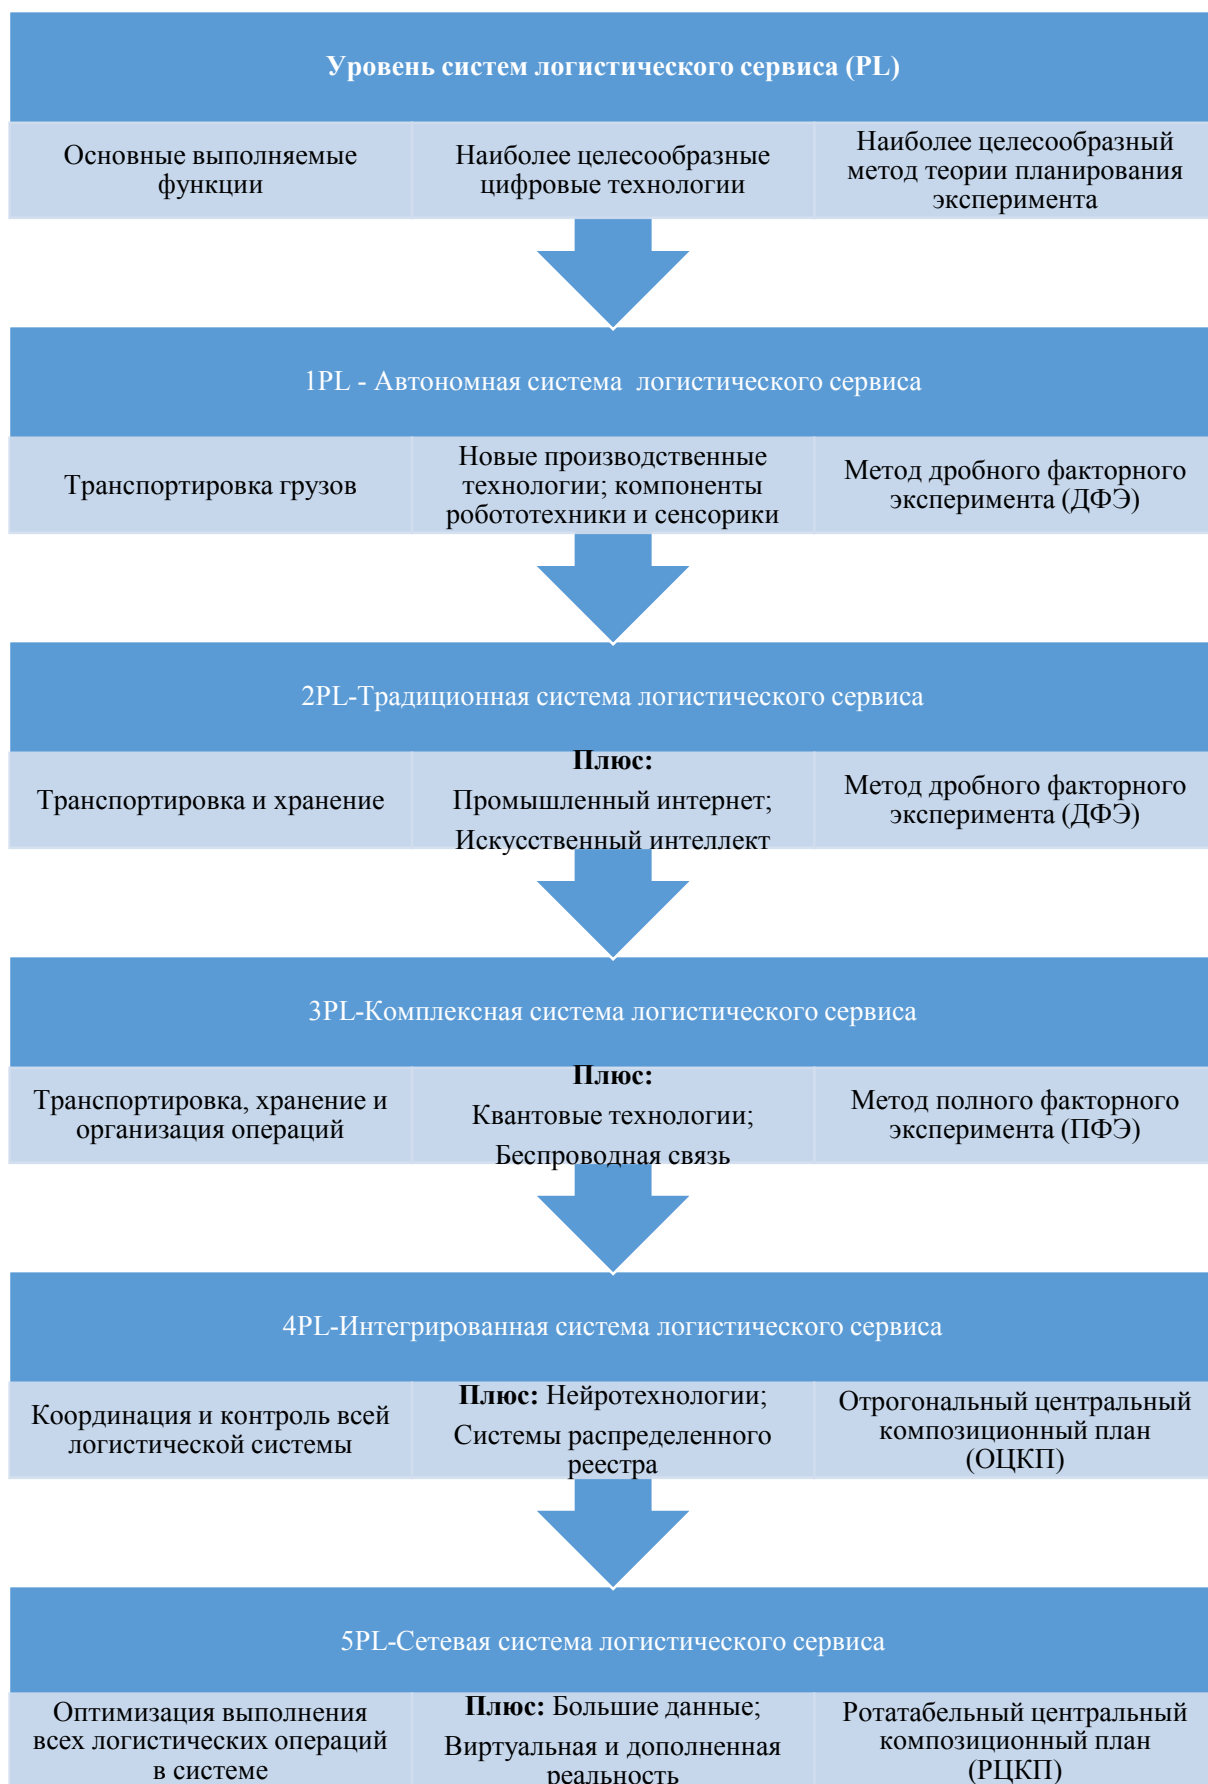 Уровень систем логистического сервиса (PL)
Основные выполняемые
функции
Наиболее целесообразные
цифровые технологии
Наиболее целесообразный
метод теории планирования
эксперимента
1PL - Автономная система логистического сервиса
Транспортировка грузов
Новые производственные
технологии; компоненты
робототехники и сенсорики
Метод дробного факторного
эксперимента (ДФЭ)
2PL-Традиционная система логистического сервиса
Транспортировка и хранение
Плюс:
Промышленный интернет;
Искусственный интеллект
Метод дробного факторного
эксперимента (ДФЭ)
3PL-Комплексная система логистического сервиса
Транспортировка, хранение и
организация операций
Плюс:
Квантовые технологии;
Беспроводная связь
Метод полного факторного
эксперимента (ПФЭ)
4PL-Интегрированная система логистического сервиса
Координация и контроль всей
логистической системы
Плюс: Нейротехнологии;
Системы распределенного
реестра
Отрогональный центральный
композиционный план
(ОЦКП)
5PL-Сетевая система логистического сервиса
Оптимизация выполнения
всех логистических операций
в системе
Плюс: Большие данные;
Виртуальная и дополненная
реальность
Ротатабельный центральный
композиционный план
(РЦКП)